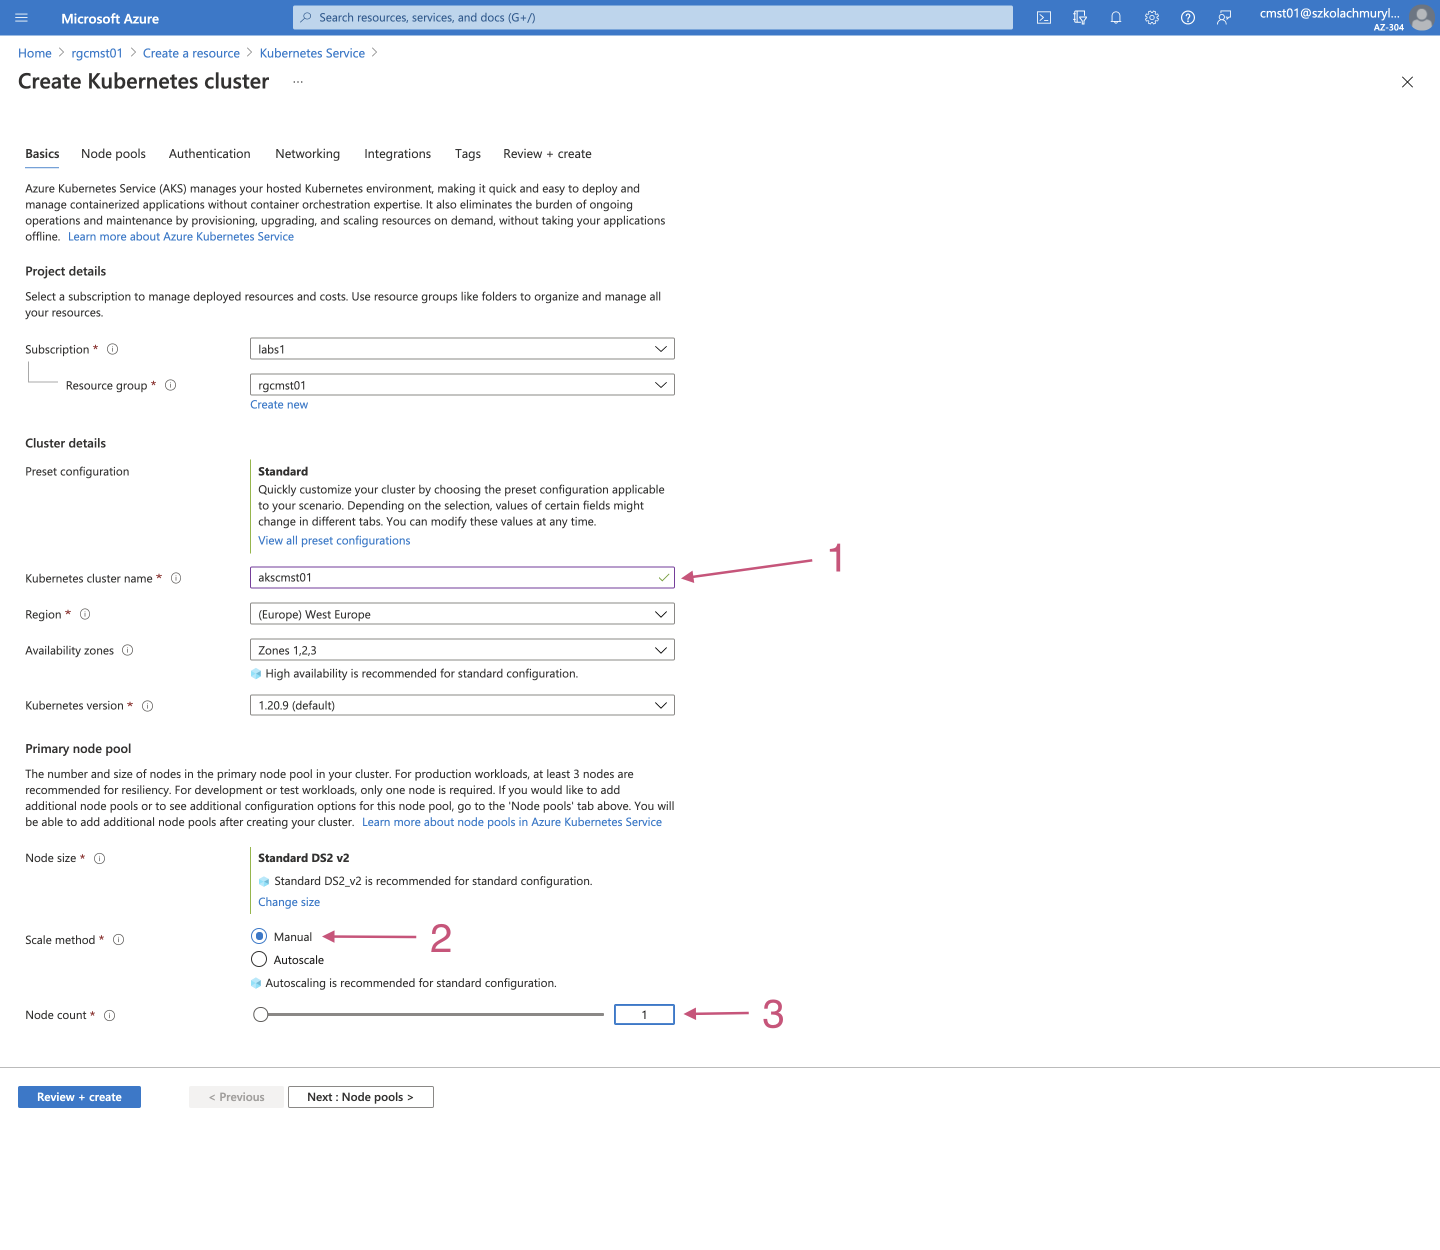 Microsoft Azure
Search resources, services, and docs (G+/)
cmst01@szkolachmuryl...
AZ-304
Home > rgcmst01 > Create a resource > Kubernetes Service >
Create Kubernetes cluster ...
Basics Node pools Authentication Networking Integrations Tags Review + create
Azure Kubernetes Service (AKS) manages your hosted Kubernetes environment, making it quick and easy to deploy and
manage containerized applications without container orchestration expertise. It also eliminates the burden of ongoing
operations and maintenance by provisioning, upgrading, and scaling resources on demand, without taking your applications
offline. Learn more about Azure Kubernetes Service
Project details
Select a subscription to manage deployed resources and costs. Use resource groups like folders to organize and manage all
your resources.
Subscription * labs1
Resource group * rgcmst01
Create new
Cluster details
Preset configuration Standard
Quickly customize your cluster by choosing the preset configuration applicable
to your scenario. Depending on the selection, values of certain fields might
change in different tabs. You can modify these values at any time.
View all preset configurations
Kubernetes cluster name * akscmst01 1
Region * (Europe) West Europe
Availability zones Zones 1,2,3
High availability is recommended for standard configuration.
Kubernetes version * 1.20.9 (default)
Primary node pool
The number and size of nodes in the primary node pool in your cluster. For production workloads, at least 3 nodes are
recommended for resiliency. For development or test workloads, only one node is required. If you would like to add
additional node pools or to see additional configuration options for this node pool, go to the 'Node pools' tab above. You will
be able to add additional node pools after creating your cluster. Learn more about node pools in Azure Kubernetes Service
Node size * Standard DS2 v2
Standard DS2_v2 is recommended for standard configuration.
Change size
Scale method * Manual 2
Autoscale
Autoscaling is recommended for standard configuration.
Node count * 1 3
Review + create < Previous Next : Node pools >